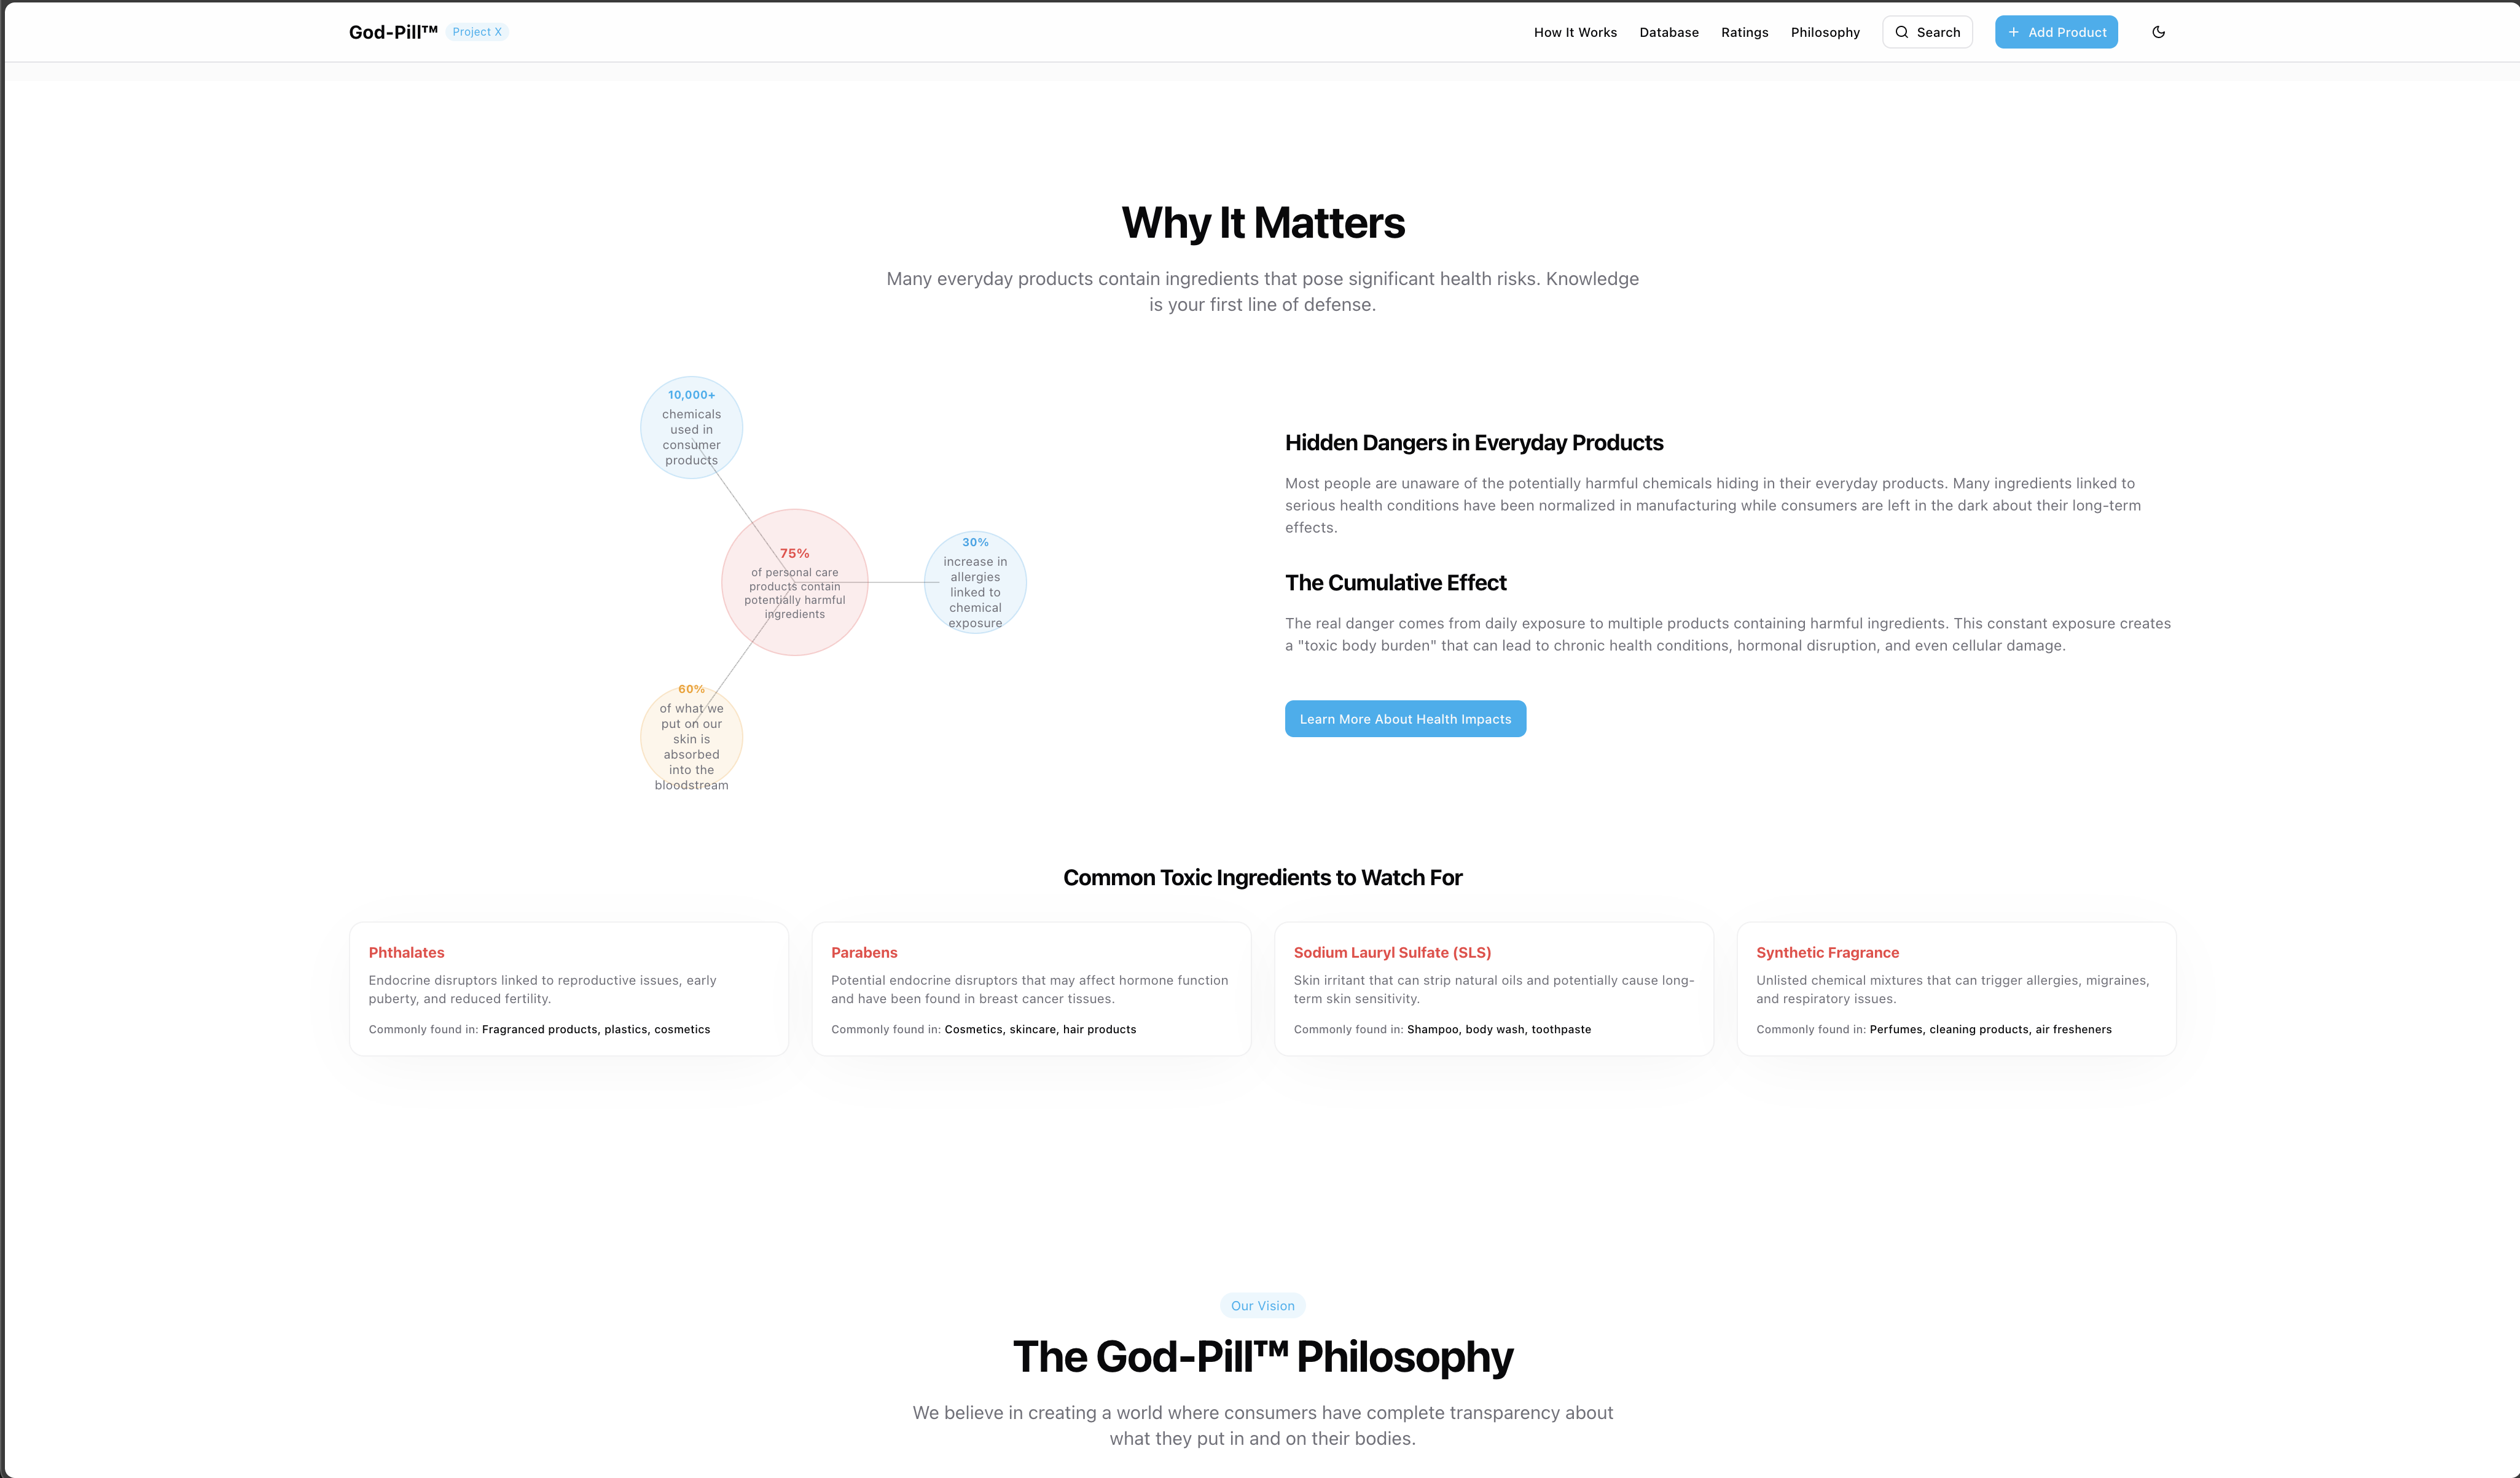 God-Pill™ Project X How It Works Database Ratings Philosophy Search Add Product
Why It Matters
Many everyday products contain ingredients that pose significant health risks. Knowledge
is your first line of defense.
10,000+
chemicals
used in
consumer
products
75%
of personal care
products contain
potentially harmful
ingredients
30%
increase in
allergies
linked to
chemical
exposure
60%
of what we
put on our
skin is
absorbed
into the
bloodstream
Hidden Dangers in Everyday Products
Most people are unaware of the potentially harmful chemicals hiding in their everyday products. Many ingredients linked to
serious health conditions have been normalized in manufacturing while consumers are left in the dark about their long-term
effects.
The Cumulative Effect
The real danger comes from daily exposure to multiple products containing harmful ingredients. This constant exposure creates
a "toxic body burden" that can lead to chronic health conditions, hormonal disruption, and even cellular damage.
Learn More About Health Impacts
Common Toxic Ingredients to Watch For
Phthalates
Endocrine disruptors linked to reproductive issues, early
puberty, and reduced fertility.
Commonly found in: Fragranced products, plastics, cosmetics
Parabens
Potential endocrine disruptors that may affect hormone function
and have been found in breast cancer tissues.
Commonly found in: Cosmetics, skincare, hair products
Sodium Lauryl Sulfate (SLS)
Skin irritant that can strip natural oils and potentially cause long-
term skin sensitivity.
Commonly found in: Shampoo, body wash, toothpaste
Synthetic Fragrance
Unlisted chemical mixtures that can trigger allergies, migraines,
and respiratory issues.
Commonly found in: Perfumes, cleaning products, air fresheners
Our Vision
The God-Pill™ Philosophy
We believe in creating a world where consumers have complete transparency about
what they put in and on their bodies.